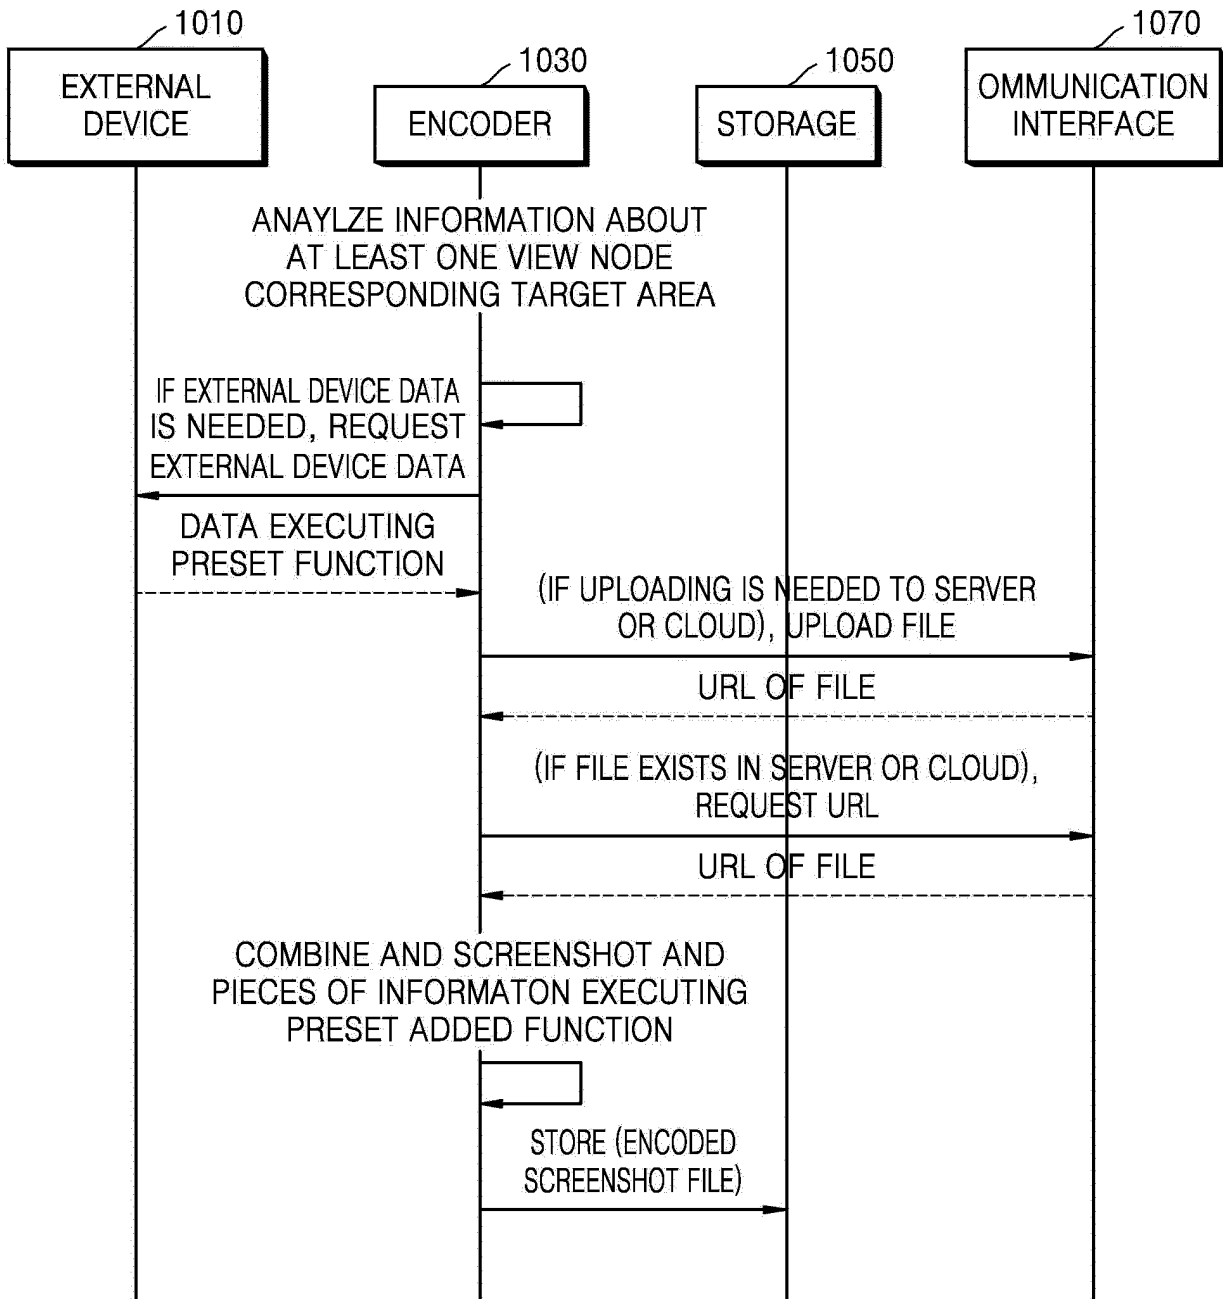 1010
1030
1050
1070
EXTERNAL
DEVICE
ENCODER
STORAGE
OMMUNICATION
INTERFACE
ANAYLZE INFORMATION ABOUT
AT LEAST ONE VIEW NODE
CORRESPONDING TARGET AREA
IF EXTERNAL DEVICE DATA
IS NEEDED, REQUEST
EXTERNAL DEVICE DATA
DATA EXECUTING
PRESET FUNCTION
(IF UPLOADING IS NEEDED TO SERVER
OR CLOUD), UPLOAD FILE
URL OF FILE
(IF FILE EXISTS IN SERVER OR CLOUD),
REQUEST URL
URL OF FILE
COMBINE AND SCREENSHOT AND
PIECES OF INFORMATON EXECUTING
PRESET ADDED FUNCTION
STORE (ENCODED
SCREENSHOT FILE)